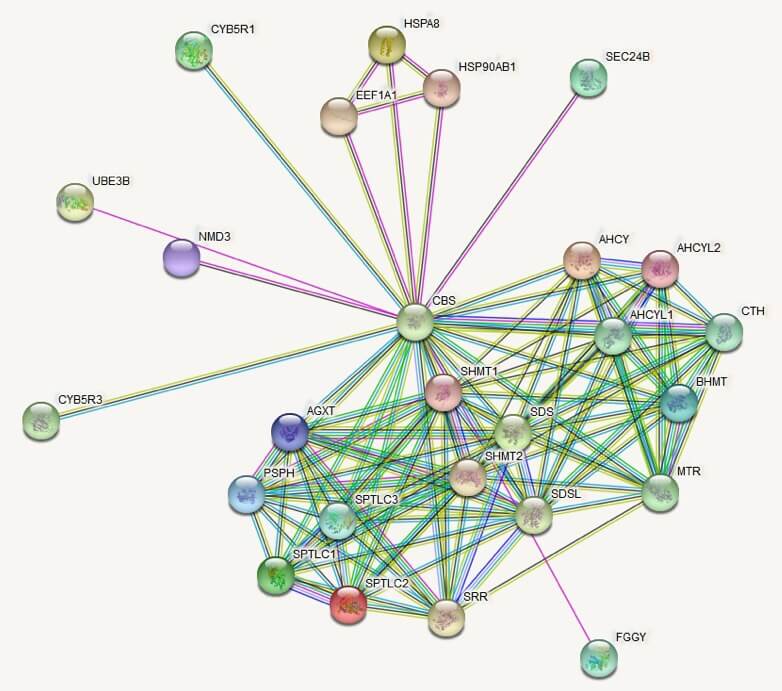 CYB5R1
HSPA8
HSP90AB1
SEC24B
EEF1A1
UBE3B
NMD3
AHCY
AHCYL2
CBS
AHCYL1
CTH
SHMT1
BHMT
CYB5R3
AGXT
SDS
PSPH
SHMT2
MTR
SPTLC3
SDSL
SPTLC1
SPTLC2
SRR
FGGY